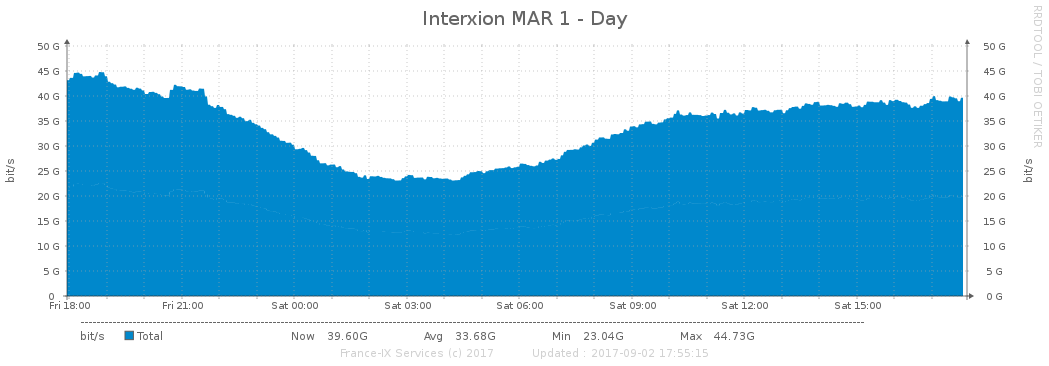 Interxion MAR 1 - Day
RRDTOOL / TOBI OETIKER
50 G 50 G
45 G 45 G
40 G 40 G
35 G 35 G
30 G 30 G
25 G 25 G
20 G 20 G
15 G 15 G
10 G 10 G
5 G 5 G
0 0 G
bit/s bit/s
Fri 18:00 Fri 21:00 Sat 00:00 Sat 03:00 Sat 06:00 Sat 09:00 Sat 12:00 Sat 15:00
bit/s Total Now 39.60G Avg 33.68G Min 23.04G Max 44.73G
France-IX Services (c) 2017 Updated : 2017-09-02 17:55:15